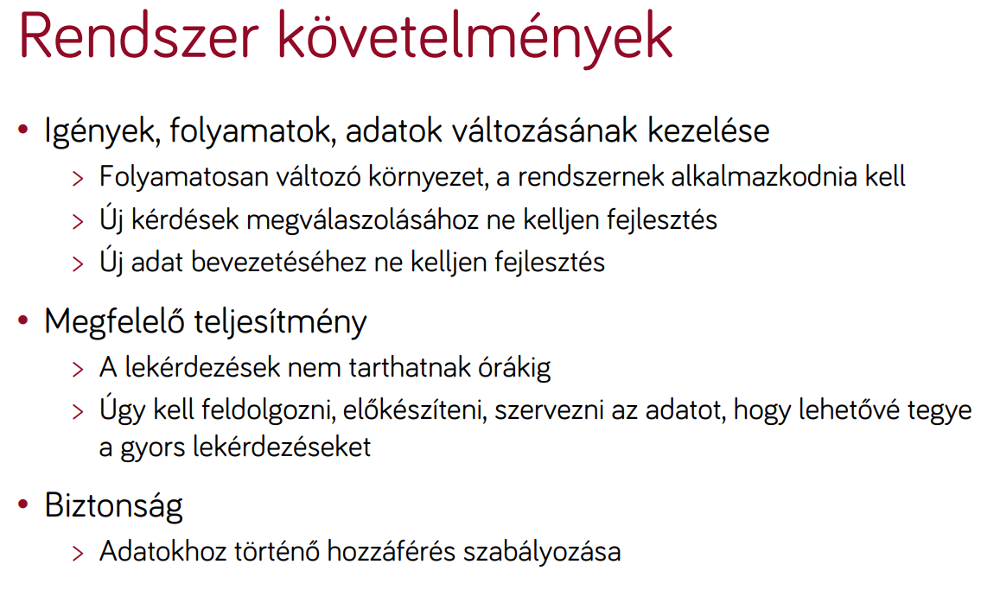 Rendszer követelmények
• Igények, folyamatok, adatok változásának kezelése
> Folyamatosan változó környezet, a rendszernek alkalmazkodnia kell
> Új kérdések megválaszolásához ne kelljen fejlesztés
> Új adat bevezetéséhez ne kelljen fejlesztés
• Megfelelő teljesítmény
> A lekérdezések nem tarthatnak órákig
> Úgy kell feldolgozni, előkészíteni, szervezni az adatot, hogy lehetővé tegye
a gyors lekérdezéseket
• Biztonság
> Adatokhoz történő hozzáférés szabályozása